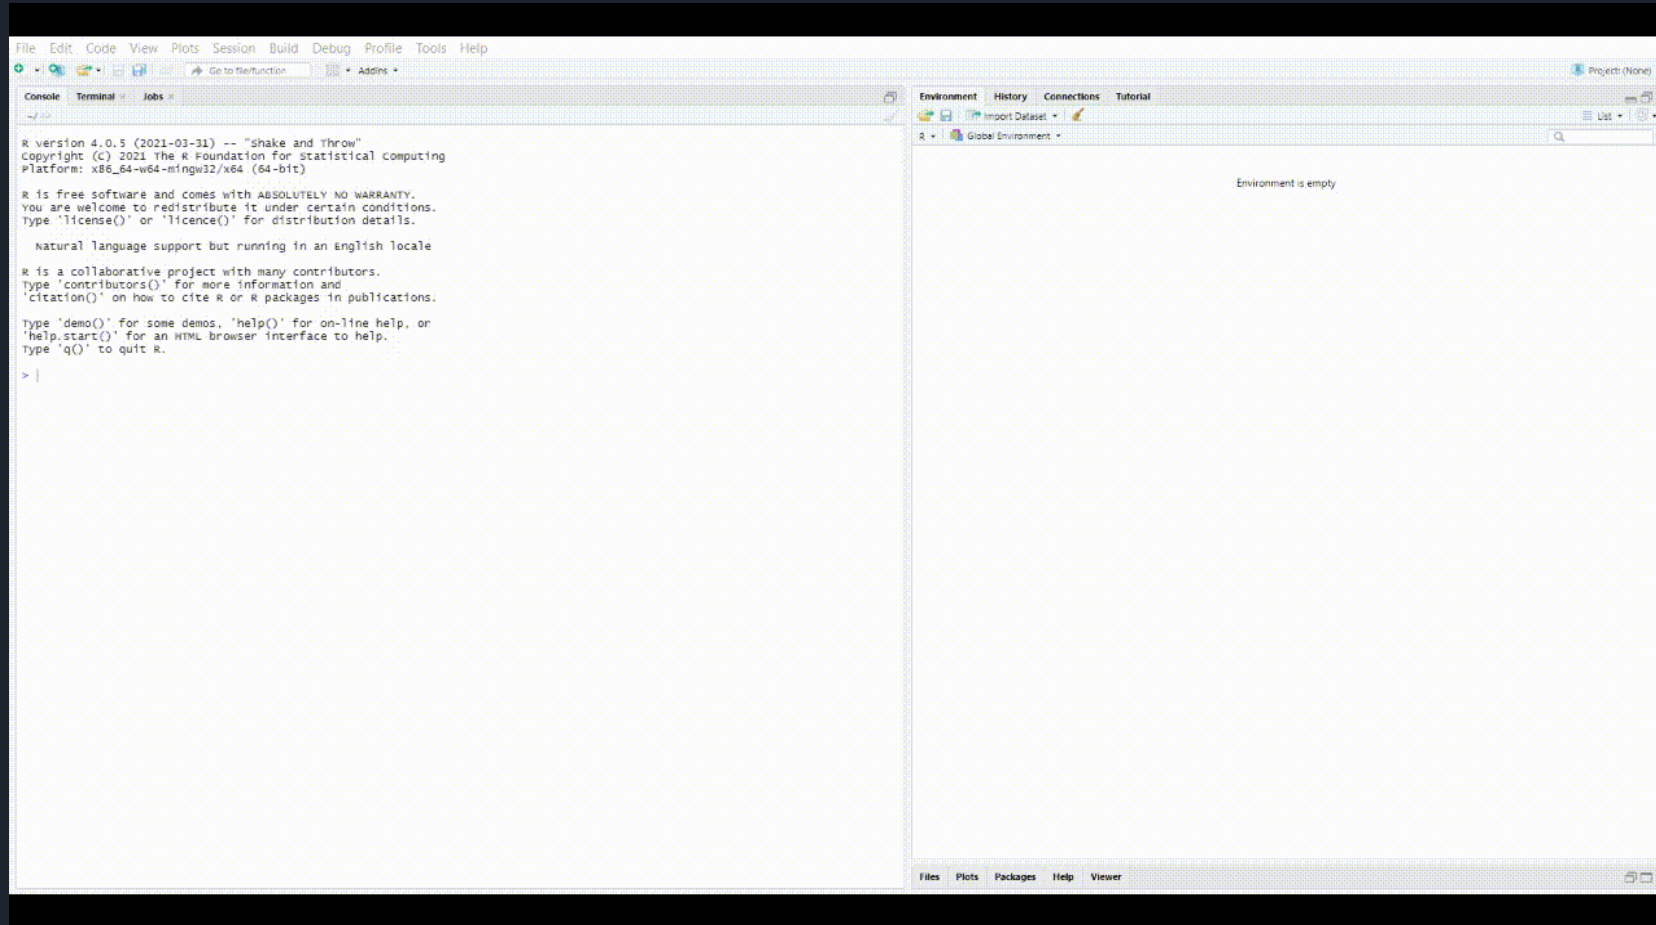 File Edit Code View Plots Session Build Debug Profile Tools Help
Go to file/function Addins Project: (None)
Console Terminal Jobs
~/
R version 4.0.5 (2021-03-31) -- "Shake and Throw"
Copyright (C) 2021 The R Foundation for Statistical Computing
Platform: x86_64-w64-mingw32/x64 (64-bit)
R is free software and comes with ABSOLUTELY NO WARRANTY.
You are welcome to redistribute it under certain conditions.
Type 'license()' or 'licence()' for distribution details.
Natural language support but running in an English locale
R is a collaborative project with many contributors.
Type 'contributors()' for more information and
'citation()' on how to cite R or R packages in publications.
Type 'demo()' for some demos, 'help()' for on-line help, or
'help.start()' for an HTML browser interface to help.
Type 'q()' to quit R.
>
Environment History Connections Tutorial
Import Dataset List
R Global Environment
Environment is empty
Files Plots Packages Help Viewer